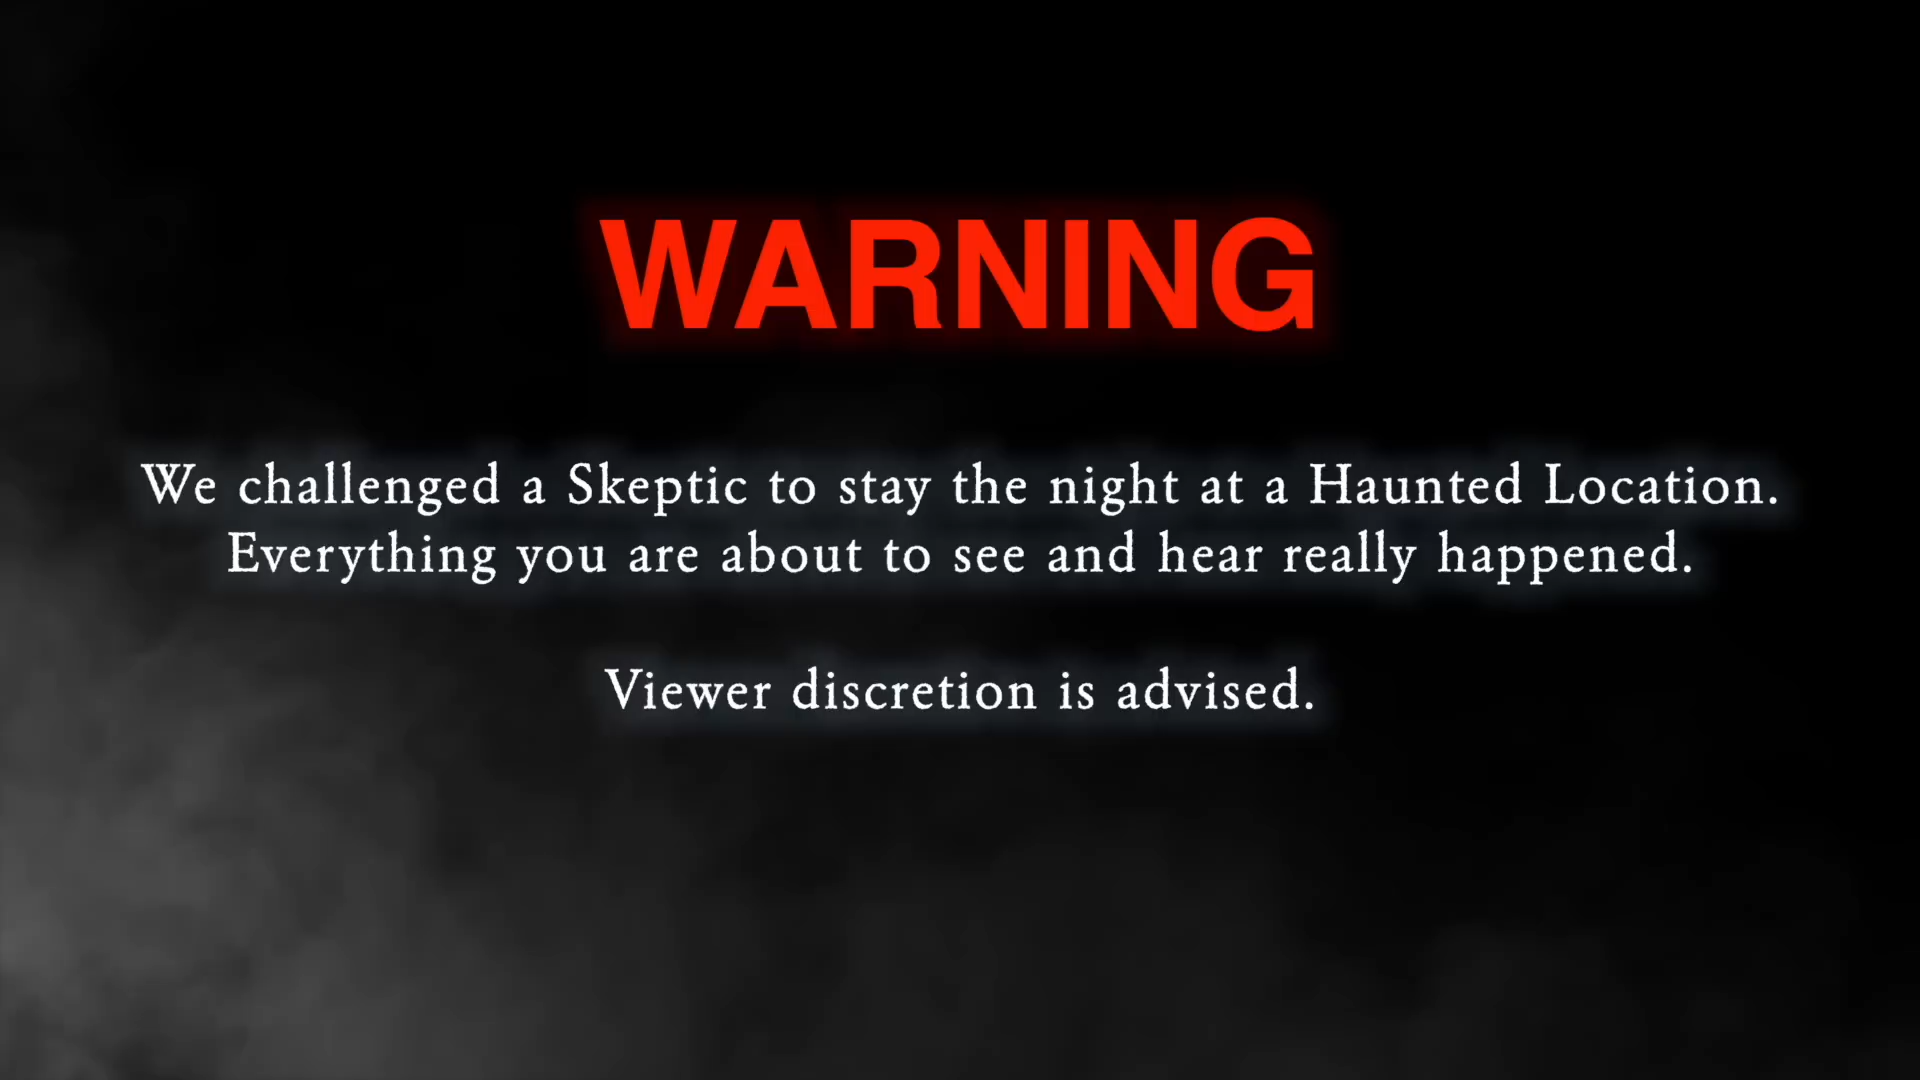 WARNING
We challenged a Skeptic to stay the night at a Haunted Location.
Everything you are about to see and hear really happened.
Viewer discretion is advised.